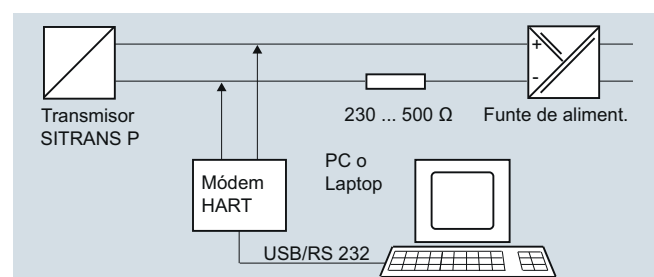 +
-
Transmisor
SITRANS P
230 ... 500 Ω
Funte de aliment.
Módem
HART
PC o
Laptop
USB/RS 232